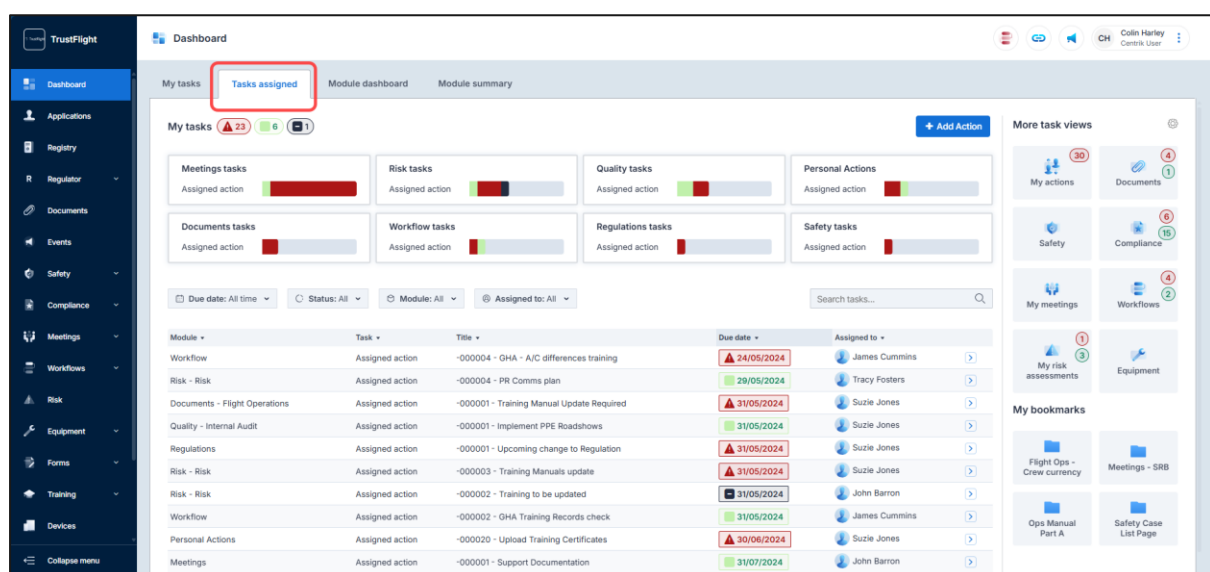 TrustFlight
Dashboard
CH Colin Harley
Centrik User
Dashboard
Applications
Registry
R Regulator
Documents
Events
Safety
Compliance
Meetings
Workflows
Risk
Equipment
Forms
Training
Devices
Collapse menu
My tasks Tasks assigned Module dashboard Module summary
My tasks 23 6 1
+ Add Action
Meetings tasks
Assigned action
Risk tasks
Assigned action
Quality tasks
Assigned action
Personal Actions
Assigned action
Documents tasks
Assigned action
Workflow tasks
Assigned action
Regulations tasks
Assigned action
Safety tasks
Assigned action
Due date: All time Status: All Module: All Assigned to: All Search tasks...
Module Task Title Due date Assigned to
Workflow Assigned action -000004 - GHA - A/C differences training 24/05/2024 James Cummins
Risk - Risk Assigned action -000004 - PR Comms plan 29/05/2024 Tracy Fosters
Documents - Flight Operations Assigned action -000001 - Training Manual Update Required 31/05/2024 Suzie Jones
Quality - Internal Audit Assigned action -000001 - Implement PPE Roadshows 31/05/2024 Suzie Jones
Regulations Assigned action -000001 - Upcoming change to Regulation 31/05/2024 Suzie Jones
Risk - Risk Assigned action -000003 - Training Manuals update 31/05/2024 Suzie Jones
Risk - Risk Assigned action -000002 - Training to be updated 31/05/2024 John Barron
Workflow Assigned action -000002 - GHA Training Records check 31/05/2024 James Cummins
Personal Actions Assigned action -000020 - Upload Training Certificates 30/06/2024 Suzie Jones
Meetings Assigned action -000001 - Support Documentation 31/07/2024 John Barron
More task views
30
My actions
4
1
Documents
Safety
6
15
Compliance
My meetings
4
2
Workflows
1
3
My risk
assessments
Equipment
My bookmarks
Flight Ops -
Crew currency
Meetings - SRB
Ops Manual
Part A
Safety Case
List Page